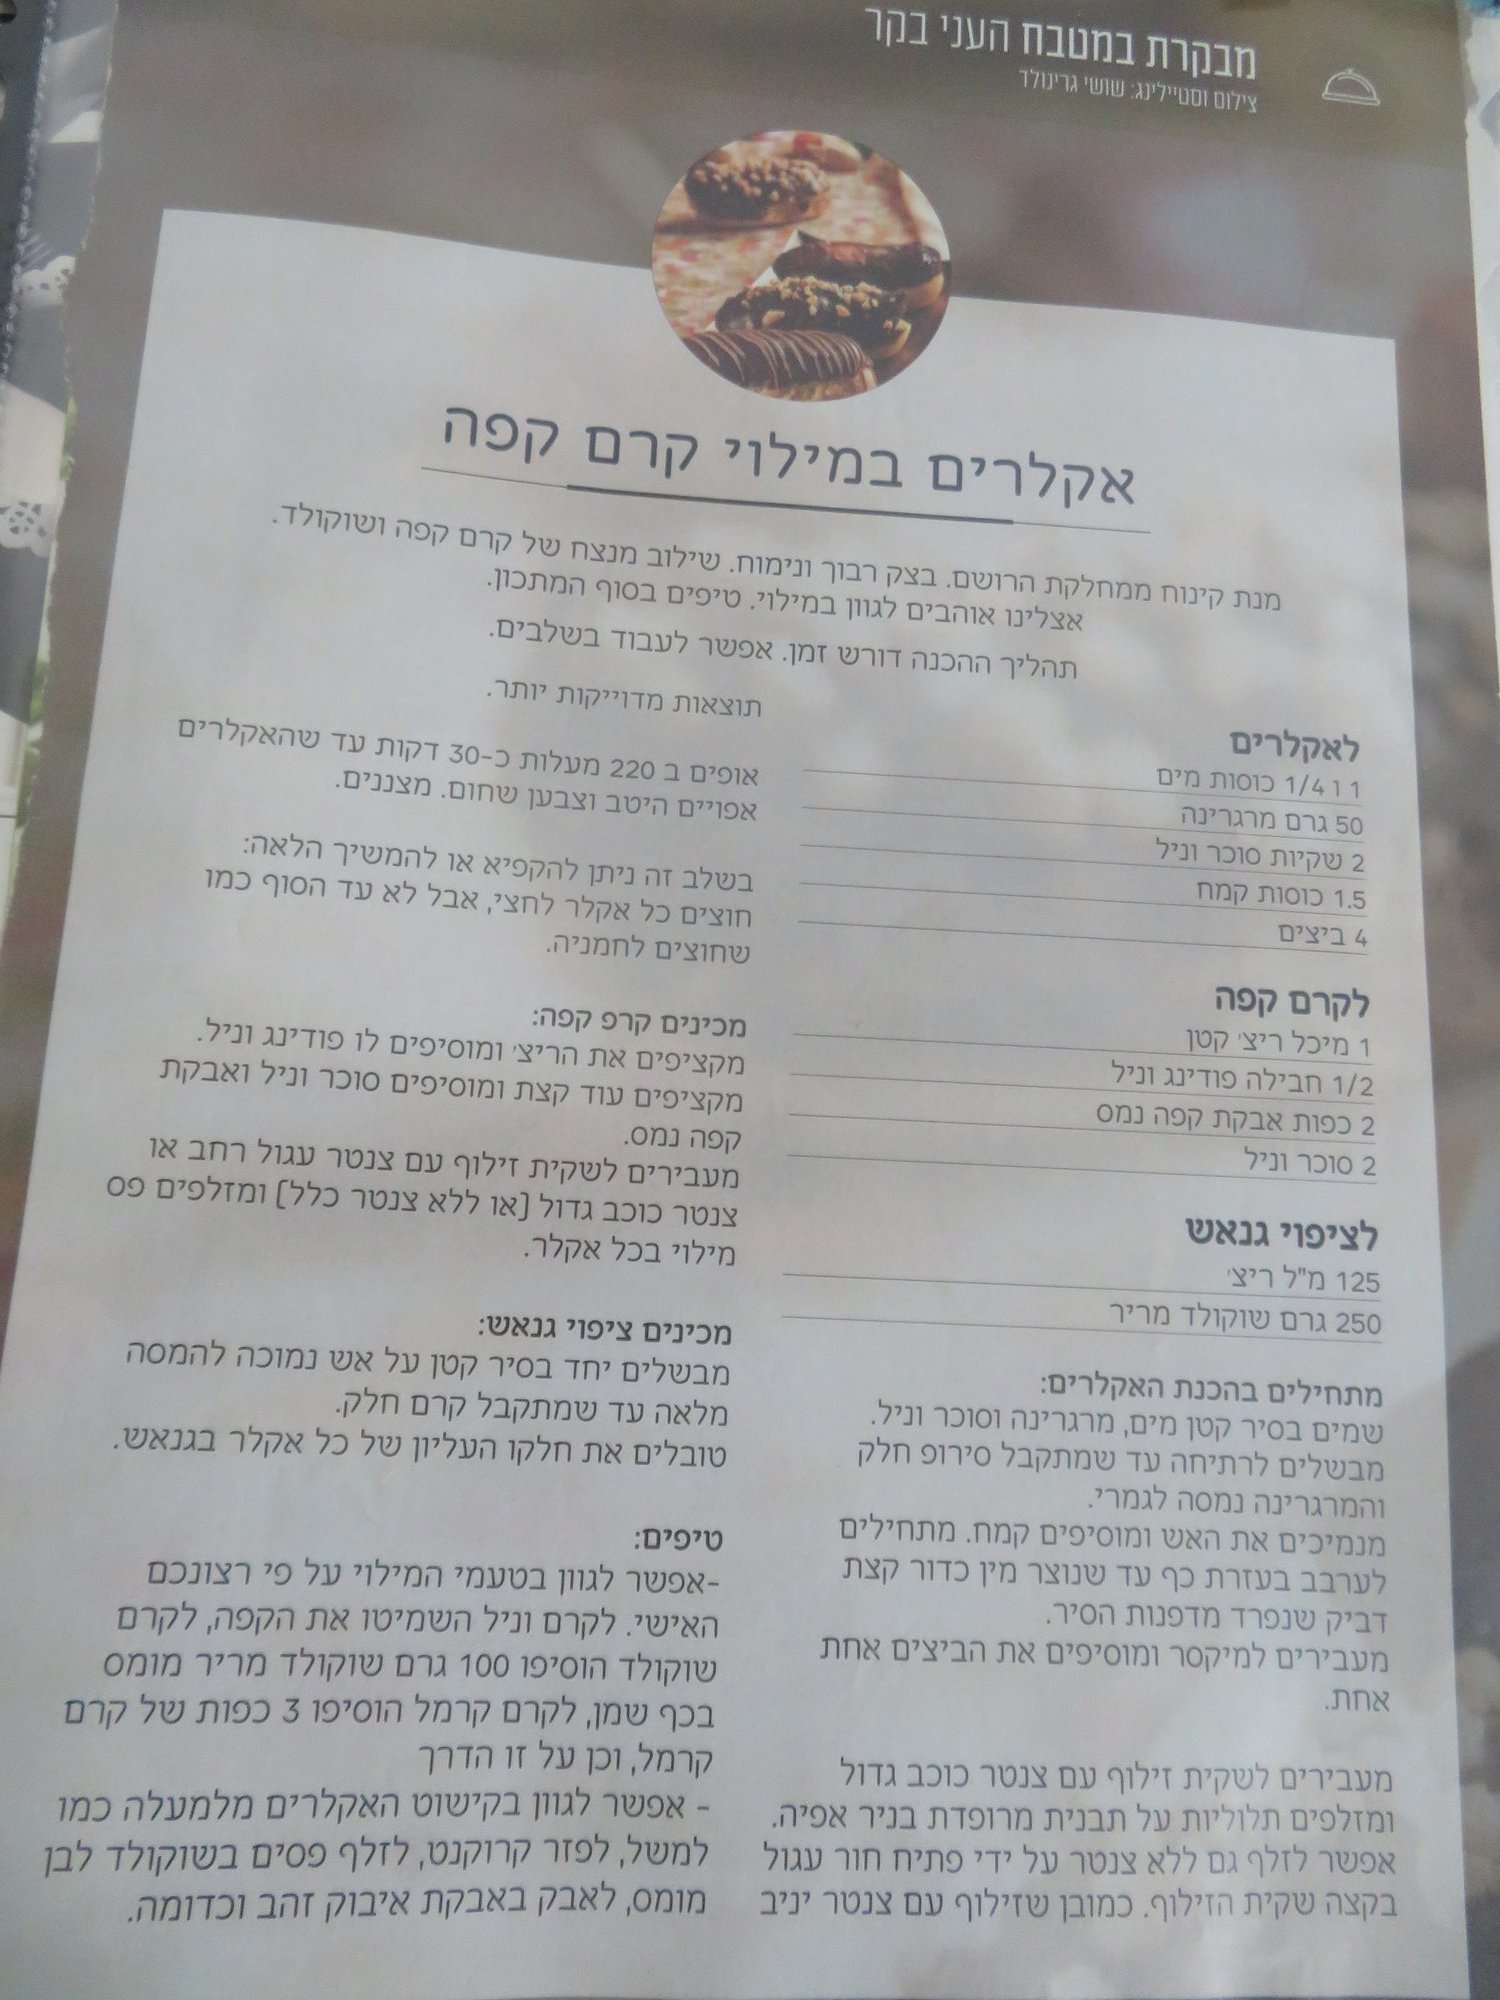 מבקרת במטבח העני בקר
צילום וסטיילינג: שושי גרינולד
אקלרים במילוי קרם קפה
מנת קינוח ממחלקת הרושם. בצק רבוך ונימוח. שילוב מנצח של קרם קפה ושוקולד.
אצלינו אוהבים לגוון במילוי. טיפים בסוף המתכון.
תהליך ההכנה דורש זמן. אפשר לעבוד בשלבים.
לאקלרים
1 ו 1/4 כוסות מים
50 גרם מרגרינה
2 שקיות סוכר וניל
1.5 כוסות קמח
4 ביצים
לקרם קפה
1 מיכל ריצ׳ קטן
1/2 חבילה פודינג וניל
2 כפות אבקת קפה נמס
2 סוכר וניל
לציפוי גנאש
125 מ"ל ריצ׳
250 גרם שוקולד מריר
מתחילים בהכנת האקלרים:
שמים בסיר קטן מים, מרגרינה וסוכר וניל.
מבשלים לרתיחה עד שמתקבל סירופ חלק
והמרגרינה נמסה לגמרי.
מנמיכים את האש ומוסיפים קמח. מתחילים
לערבב בעזרת כף עד שנוצר מין כדור קצת
דביק שנפרד מדפנות הסיר.
מעבירים למיקסר ומוסיפים את הביצים אחת
אחת.
מעבירים לשקית זילוף עם צנטר כוכב גדול
ומזלפים תלוליות על תבנית מרופדת בניר אפיה.
אפשר לזלף גם ללא צנטר על ידי פתיח חור עגול
בקצה שקית הזילוף. כמובן שזילוף עם צנטר יניב
תוצאות מדוייקות יותר.
אופים ב 220 מעלות כ-30 דקות עד שהאקלרים
אפויים היטב וצבען שחום. מצננים.
בשלב זה ניתן להקפיא או להמשיך הלאה:
חוצים כל אקלר לחצי, אבל לא עד הסוף כמו
שחוצים לחמניה.
מכינים קרפ קפה:
מקציפים את הריצ׳ ומוסיפים לו פודינג וניל.
מקציפים עוד קצת ומוסיפים סוכר וניל ואבקת
קפה נמס.
מעבירים לשקית זילוף עם צנטר עגול רחב או
צנטר כוכב גדול (או ללא צנטר כלל) ומזלפים פס
מילוי בכל אקלר.
מכינים ציפוי גנאש:
מבשלים יחד בסיר קטן על אש נמוכה להמסה
מלאה עד שמתקבל קרם חלק.
טובלים את חלקו העליון של כל אקלר בגנאש.
טיפים:
-אפשר לגוון בטעמי המילוי על פי רצונכם
האישי. לקרם וניל השמיטו את הקפה, לקרם
שוקולד הוסיפו 100 גרם שוקולד מריר מומס
בכף שמן, לקרם קרמל הוסיפו 3 כפות של קרם
קרמל, וכן על זו הדרך
- אפשר לגוון בקישוט האקלרים מלמעלה כמו
למשל, לפזר קרוקנט, לזלף פסים בשוקולד לבן
מומס, לאבק באבקת איבוק זהב וכדומה.